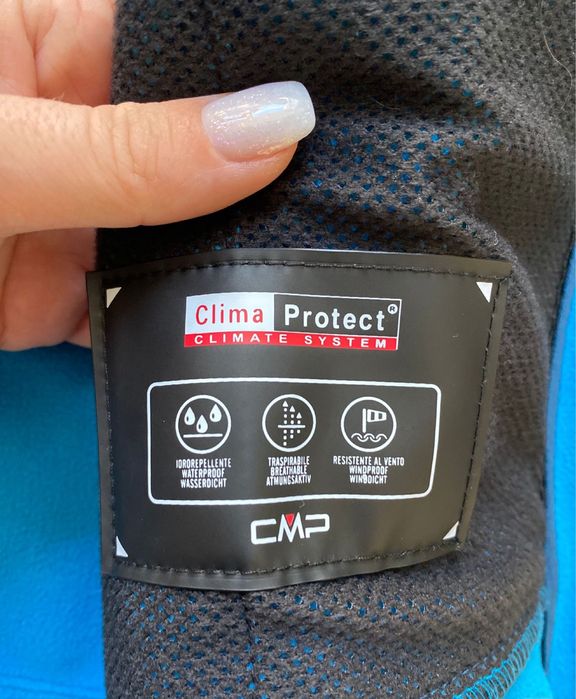 Clima Protect®
CLIMATE SYSTEM
IDROREPELLENTE
WATERPROOF
WASSERDICHT
TRASPIRABILE
BREATHABLE
ATMUNGSAKTIV
RESISTENTE AL VENTO
WINDPROOF
WINDDICHT
CMP